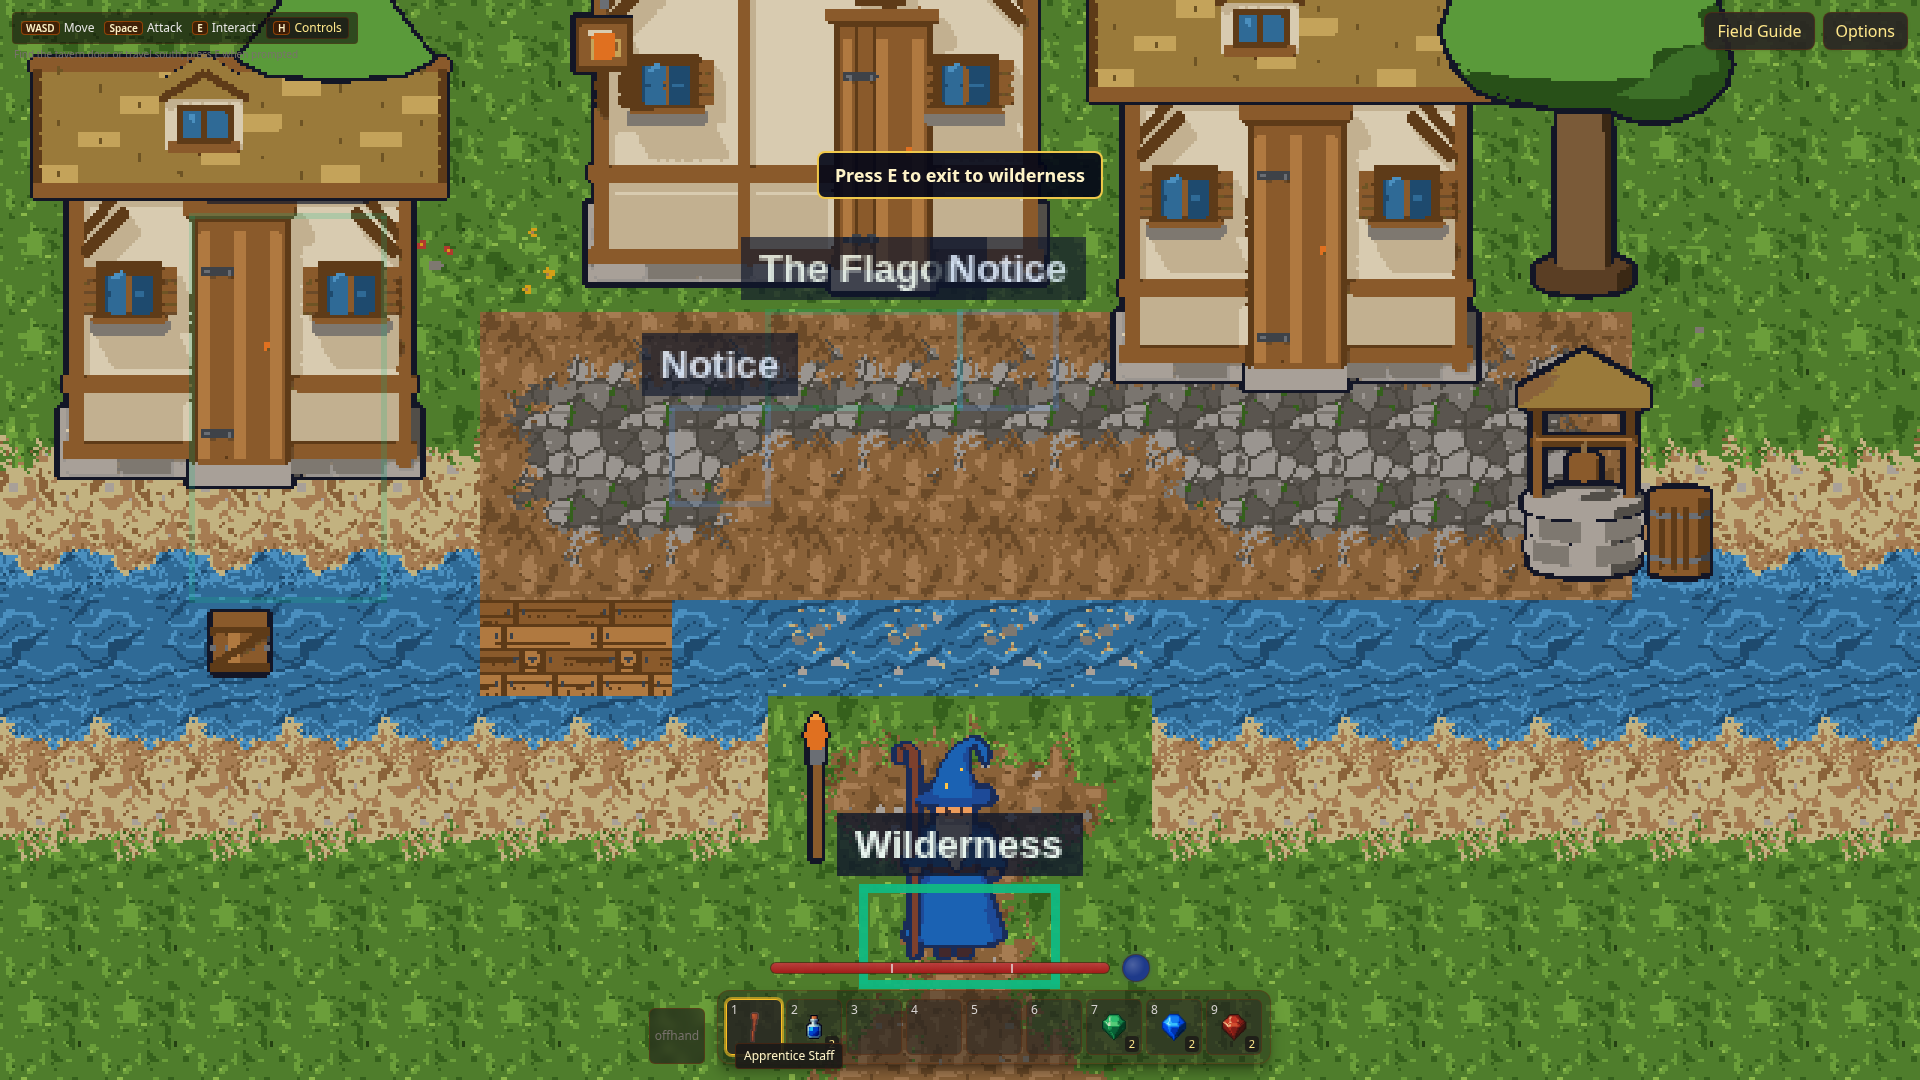 WASD Move Space Attack E Interact H Controls
Field Guide Options
Press E to exit to wilderness
The Flago Notice
Notice
Wilderness
offhand
1 2 3 4 5 6 7 8 9
2 2 2
Apprentice Staff